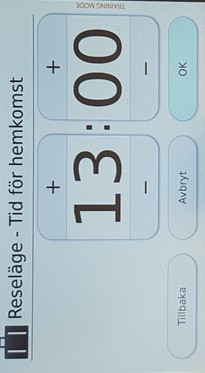 TRAINING MODE
Reseläge - Tid för hemkomst
+ +
13:00
- -
Tillbaka Avbryt OK